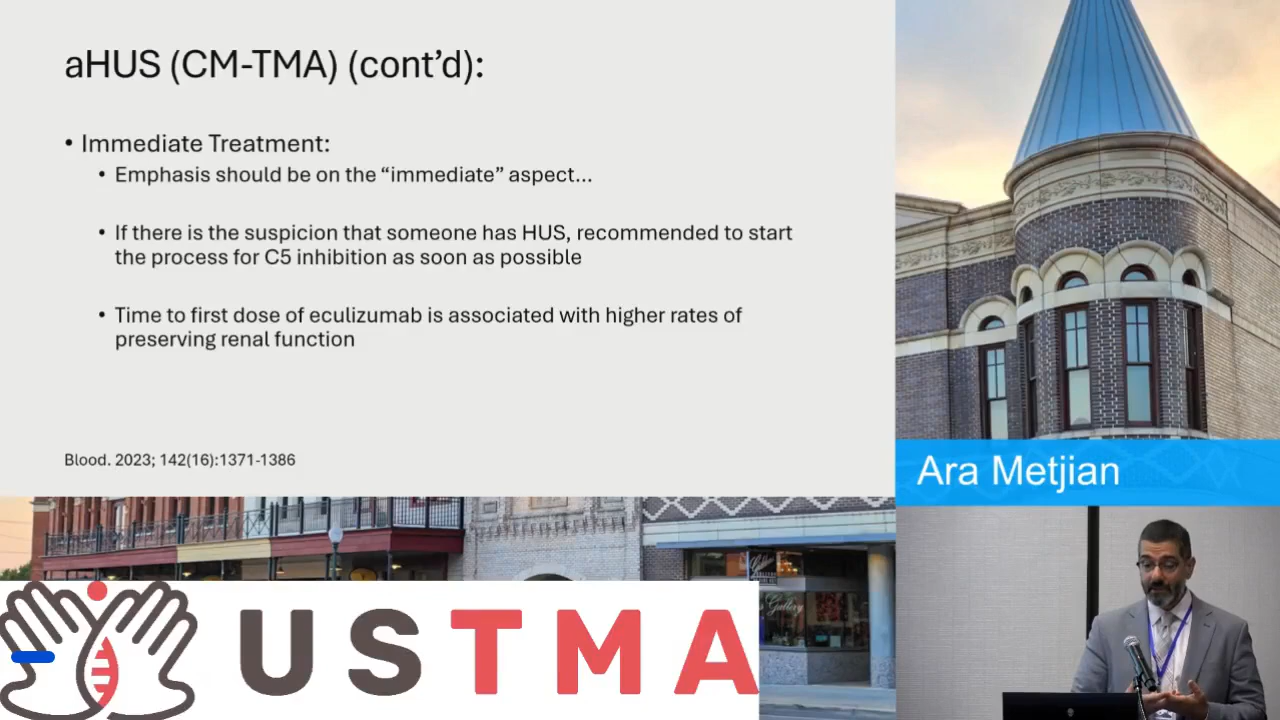 aHUS (CM-TMA) (cont’d):
• Immediate Treatment:
• Emphasis should be on the “immediate” aspect...
• If there is the suspicion that someone has HUS, recommended to start
the process for C5 inhibition as soon as possible
• Time to first dose of eculizumab is associated with higher rates of
preserving renal function
Blood. 2023; 142(16):1371-1386
Ara Metjian
Gallery
USTMA